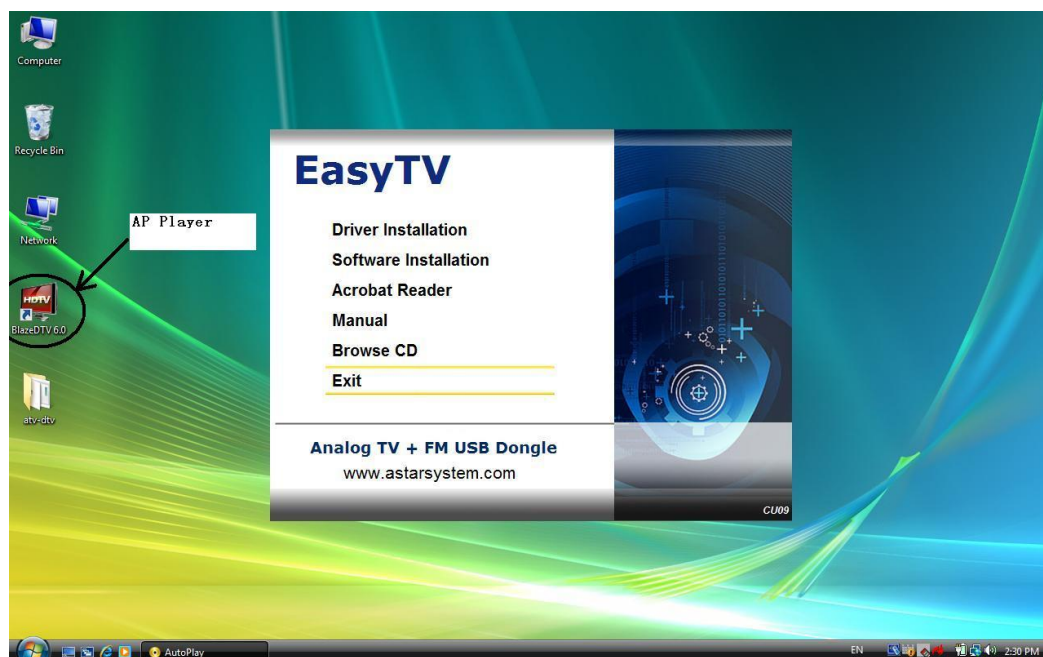 Computer
Recycle Bin
Network
AP Player
HDTV
BlazeDTV 6.0
atv-dtv
EasyTV
Driver Installation
Software Installation
Acrobat Reader
Manual
Browse CD
Exit
Analog TV + FM USB Dongle
www.astarsystem.com
CU09
AutoPlay
EN
2:30 PM